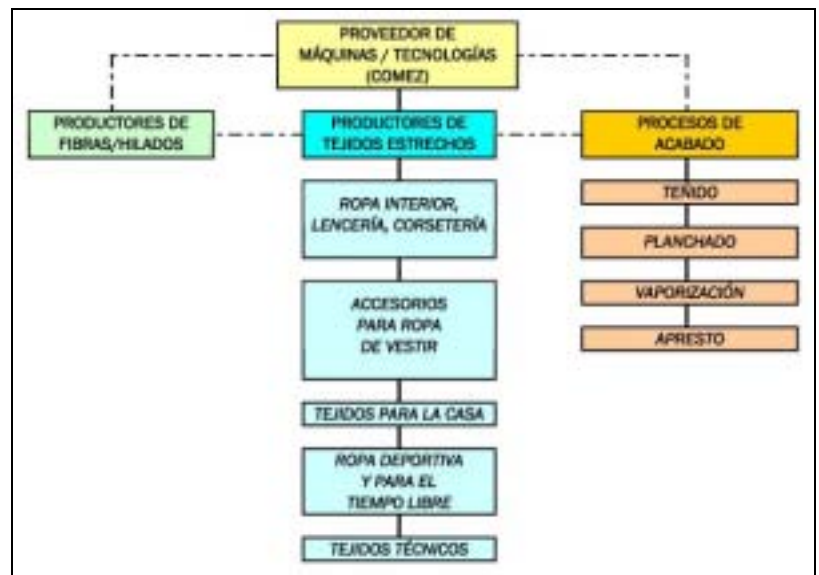 PROVEEDOR DE
MÁQUINAS / TECNOLOGÍAS
(COMEZ)
PRODUCTORES DE
FIBRAS/HILADOS
PRODUCTORES DE
TEJIDOS ESTRECHOS
PROCESOS DE
ACABADO
ROPA INTERIOR,
LENCERÍA, CORSETERÍA
ACCESORIOS
PARA ROPA
DE VESTIR
TEJIDOS PARA LA CASA
ROPA DEPORTIVA
Y PARA EL
TIEMPO LIBRE
TEJIDOS TÉCNICOS
TEÑIDO
PLANCHADO
VAPORIZACIÓN
APRESTO